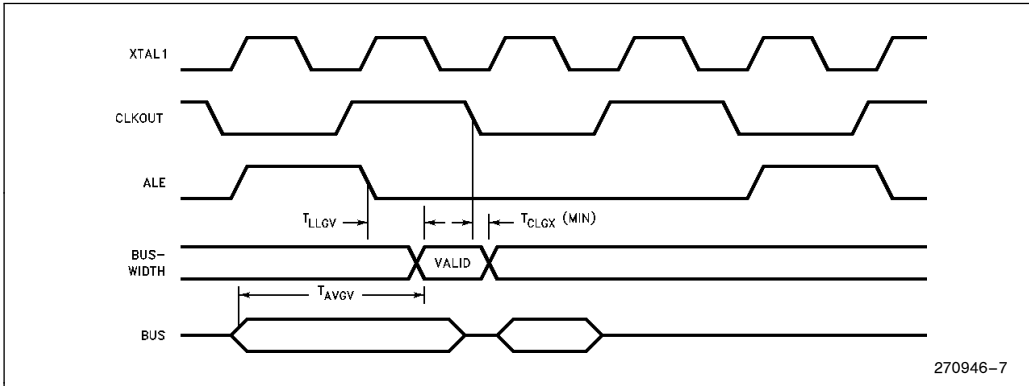 XTAL1
CLKOUT
ALE
TLLGV
TCLGX (MIN)
BUS-
WIDTH
VALID
TAVGV
BUS
270946-7